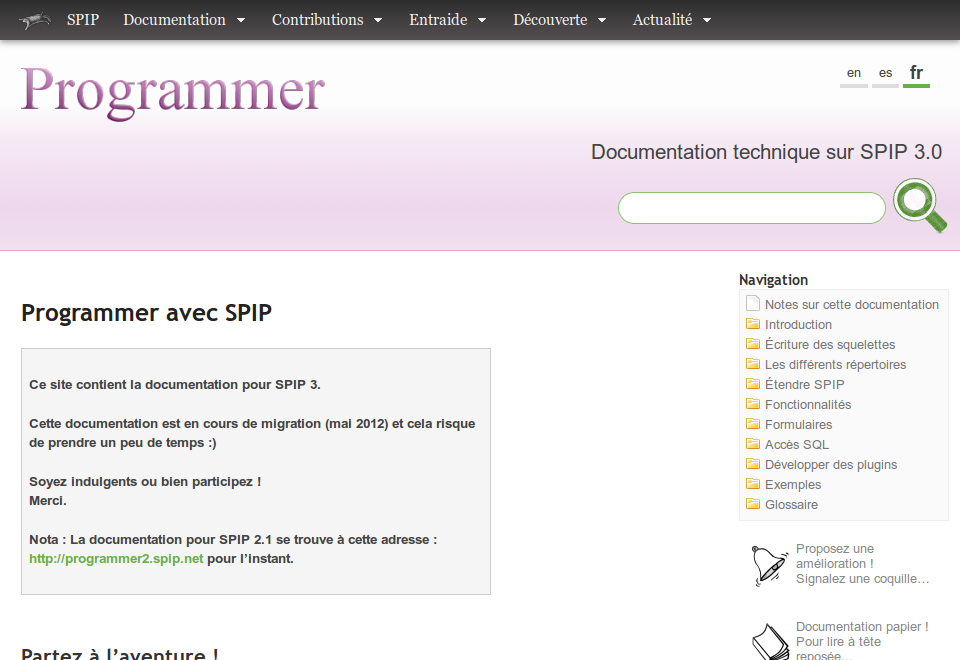 SPIP Documentation Contributions Entraide Découverte Actualité
Programmer
en es fr
Documentation technique sur SPIP 3.0
Programmer avec SPIP
Ce site contient la documentation pour SPIP 3.
Cette documentation est en cours de migration (mai 2012) et cela risque
de prendre un peu de temps :)
Soyez indulgents ou bien participez !
Merci.
Nota : La documentation pour SPIP 2.1 se trouve à cette adresse :
http://programmer2.spip.net pour l’instant.
Partez à l’aventure !
Navigation
Notes sur cette documentation
Introduction
Écriture des squelettes
Les différents répertoires
Étendre SPIP
Fonctionnalités
Formulaires
Accès SQL
Développer des plugins
Exemples
Glossaire
Proposez une
amélioration !
Signalez une coquille…
Documentation papier !
Pour lire à tête
reposée…